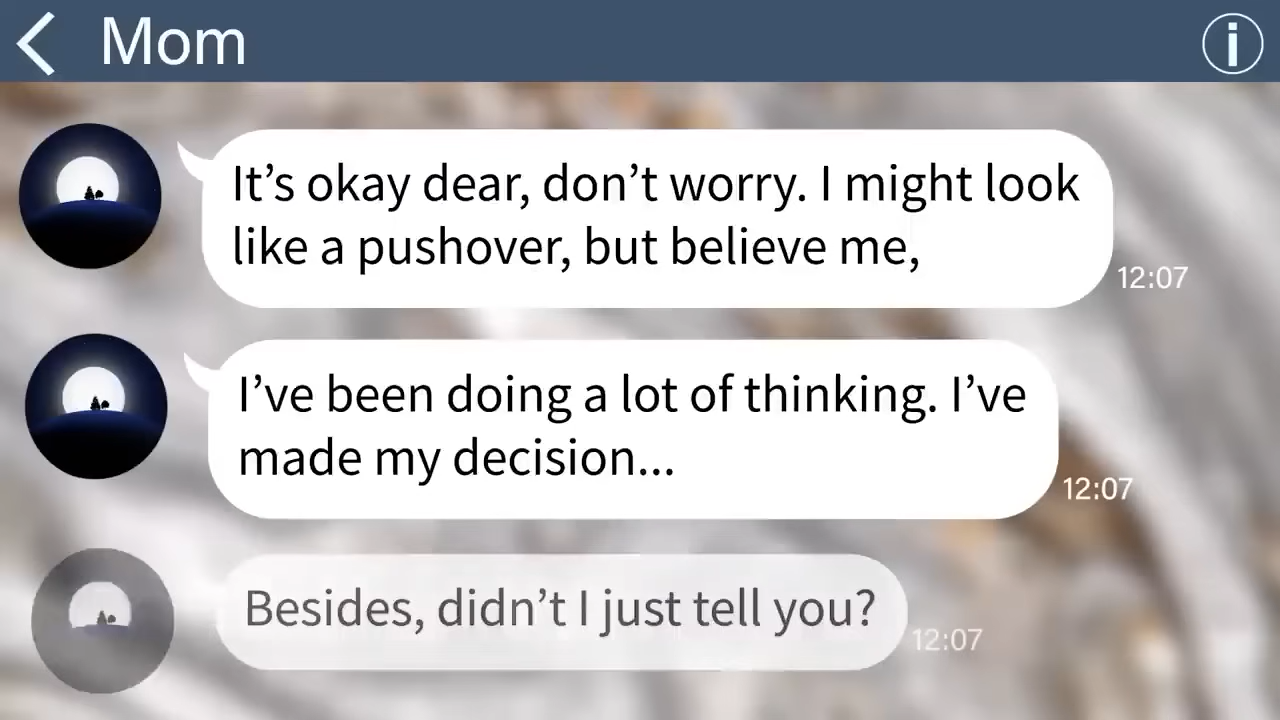 Mom
It’s okay dear, don’t worry. I might look
like a pushover, but believe me,
12:07
I’ve been doing a lot of thinking. I’ve
made my decision...
12:07
Besides, didn’t I just tell you?
12:07